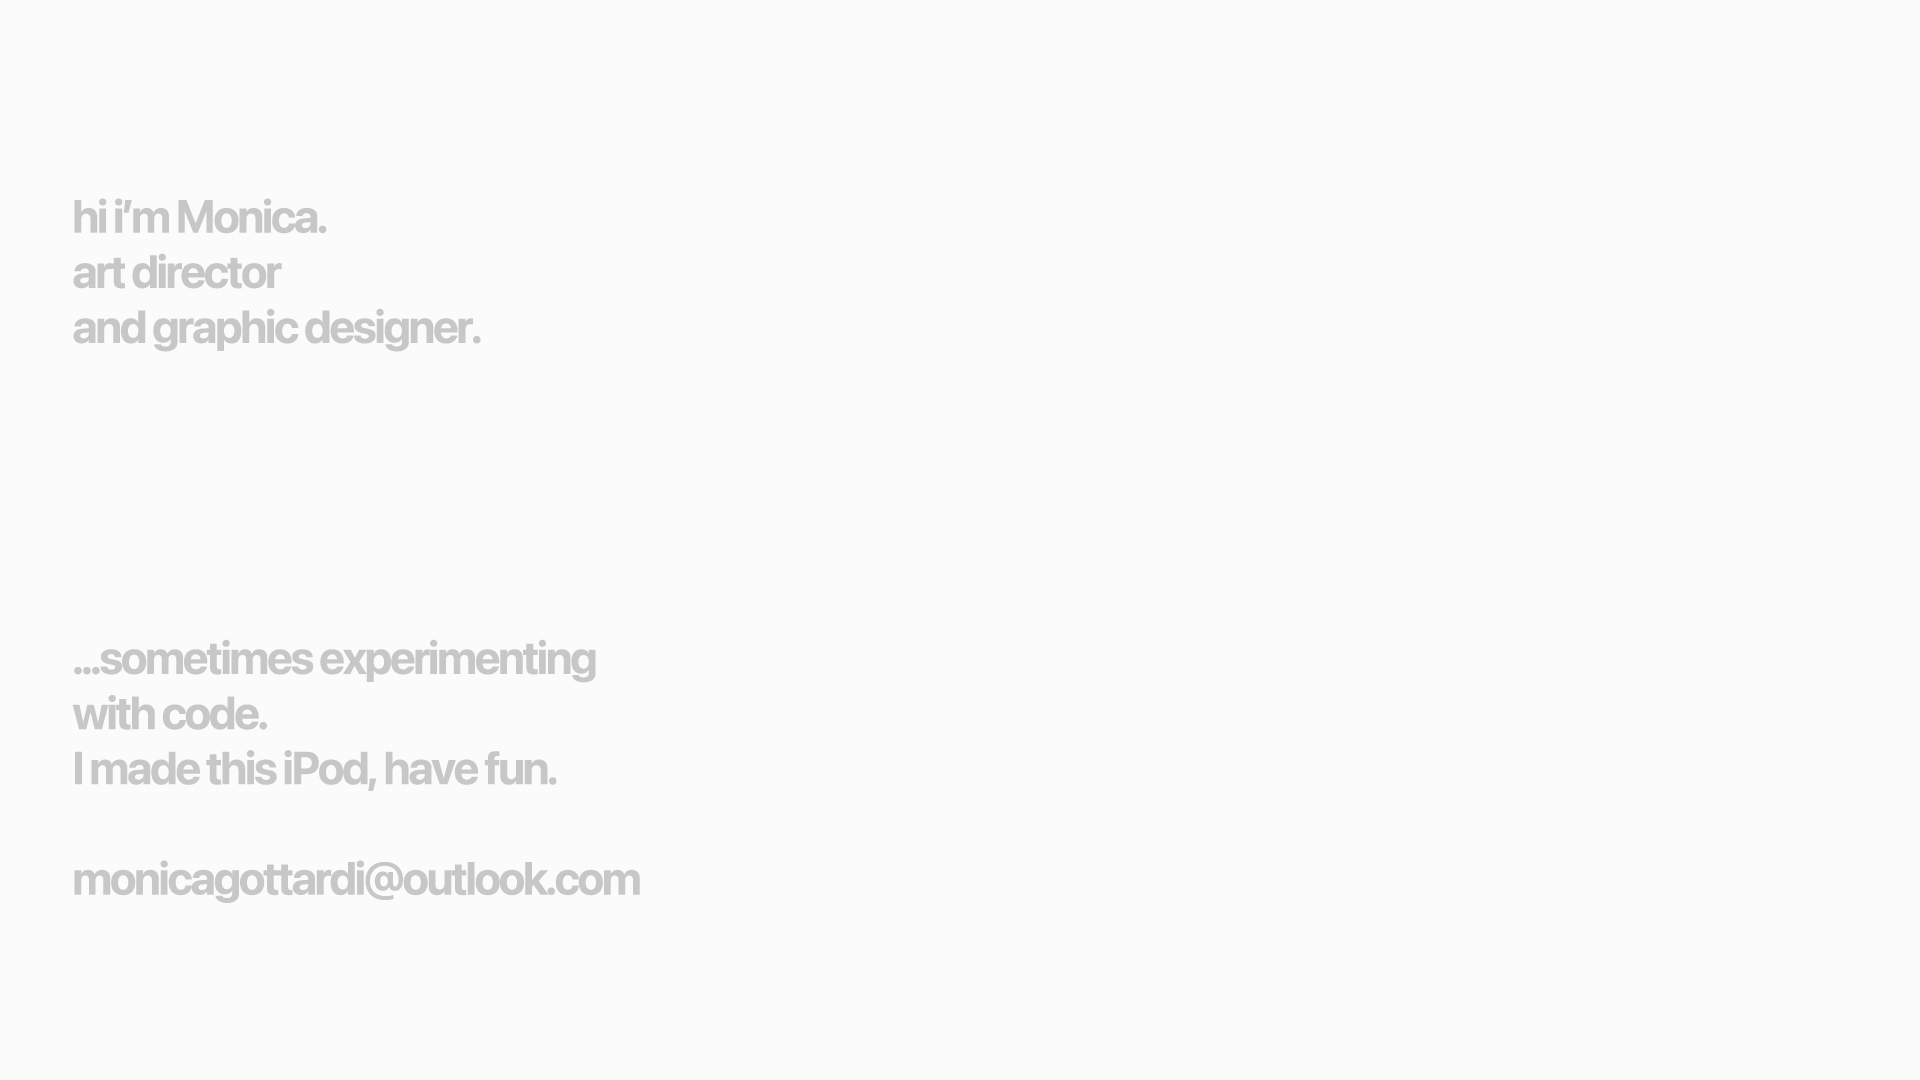 hi i’m Monica.
art director
and graphic designer.
...sometimes experimenting
with code.
I made this iPod, have fun.
monicagottardi@outlook.com